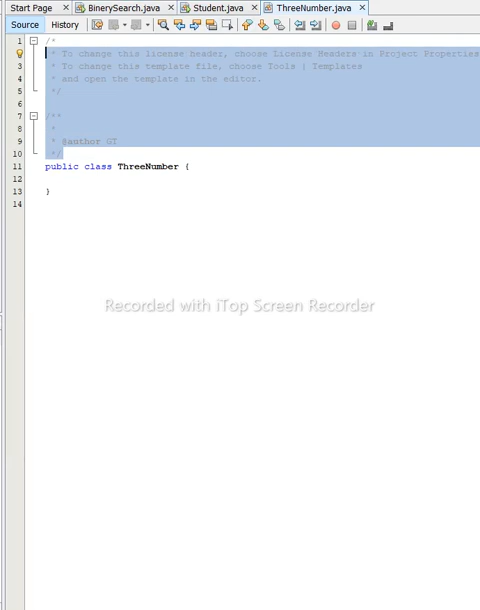 Start Page BinerySearch.java Student.java ThreeNumber.java
Source History
1 /*
* To change this license header, choose License Headers in Project Properties
3 * To change this template file, choose Tools | Templates
4 * and open the template in the editor.
5 */
6
7 /**
8 *
9 * @author GT
10 */
11 public class ThreeNumber {
12
13 }
14
Recorded with iTop Screen Recorder